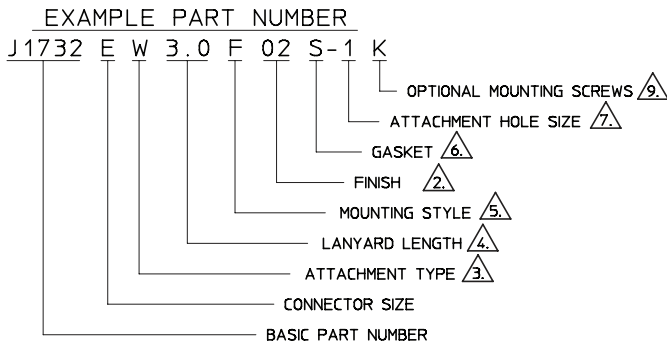 EXAMPLE PART NUMBER
J1732 E W 3.0 F 02 S-1 K
OPTIONAL MOUNTING SCREWS 9.
ATTACHMENT HOLE SIZE 7.
GASKET 6.
FINISH 2.
MOUNTING STYLE 5.
LANYARD LENGTH 4.
ATTACHMENT TYPE 3.
CONNECTOR SIZE
BASIC PART NUMBER